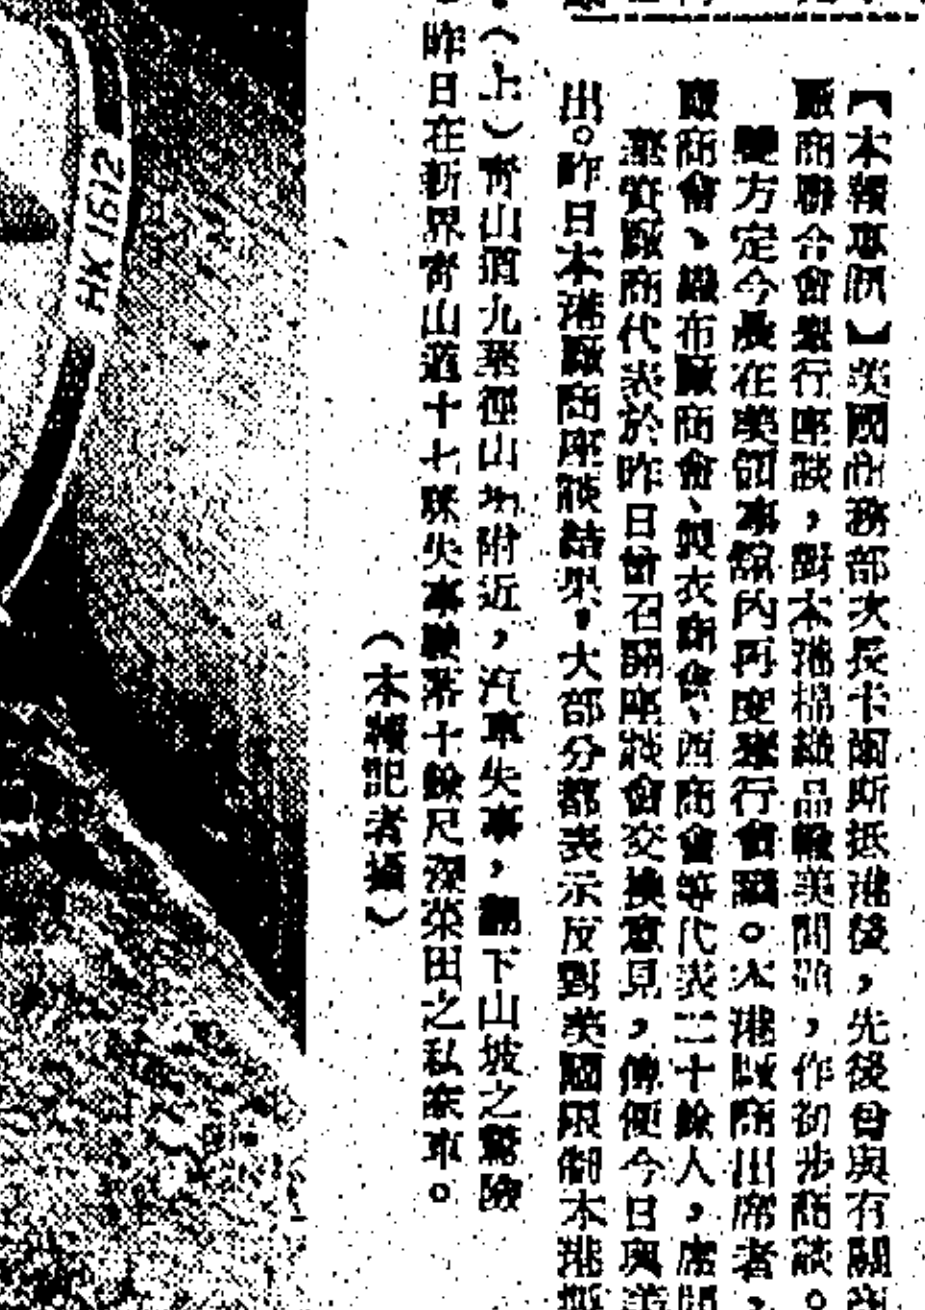 【本報專訊】美國商務部次長卡爾斯抵港後，先後曾與有關
廠商聯合會舉行座談，對本港棉織品輸美問題，作初步商談。
雙方定今晨在美領事館內再度舉行會議。本港廠商出席者，
廠商會、織布廠商會、製衣商會、西商會等代表二十餘人，席間
廠商代表於昨日曾召開座談會交換意見，俾便今日與美
出。昨日本港廠商座談結果，大部分都表示反對美國限制本港
（上）青山道九華徑山坳附近，汽車失事，翻下山坡之驚險
昨日在新界青山道十七咪失事駛落十餘尺深菜田之私家車。
（本報記者攝）
HK 1612